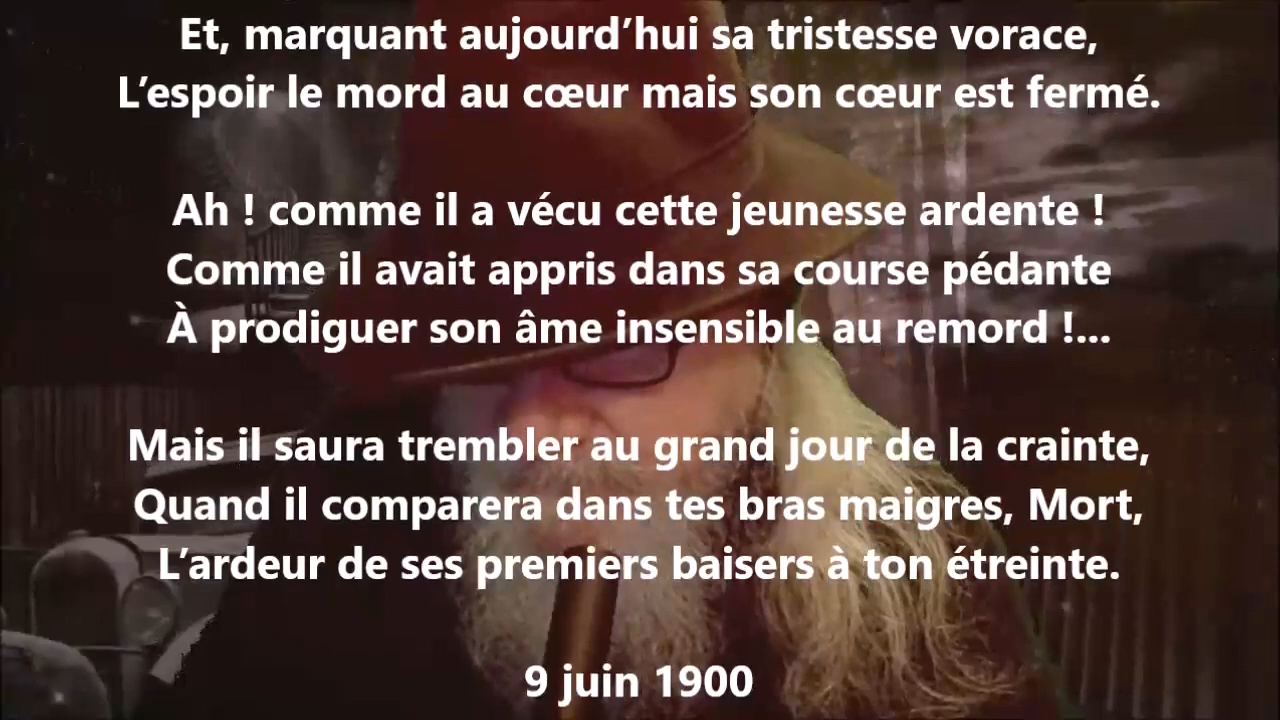 Et, marquant aujourd’hui sa tristesse vorace,
L’espoir le mord au cœur mais son cœur est fermé.
Ah ! comme il a vécu cette jeunesse ardente !
Comme il avait appris dans sa course pédante
À prodiguer son âme insensible au remord !...
Mais il saura trembler au grand jour de la crainte,
Quand il comparera dans tes bras maigres, Mort,
L’ardeur de ses premiers baisers à ton étreinte.
9 juin 1900